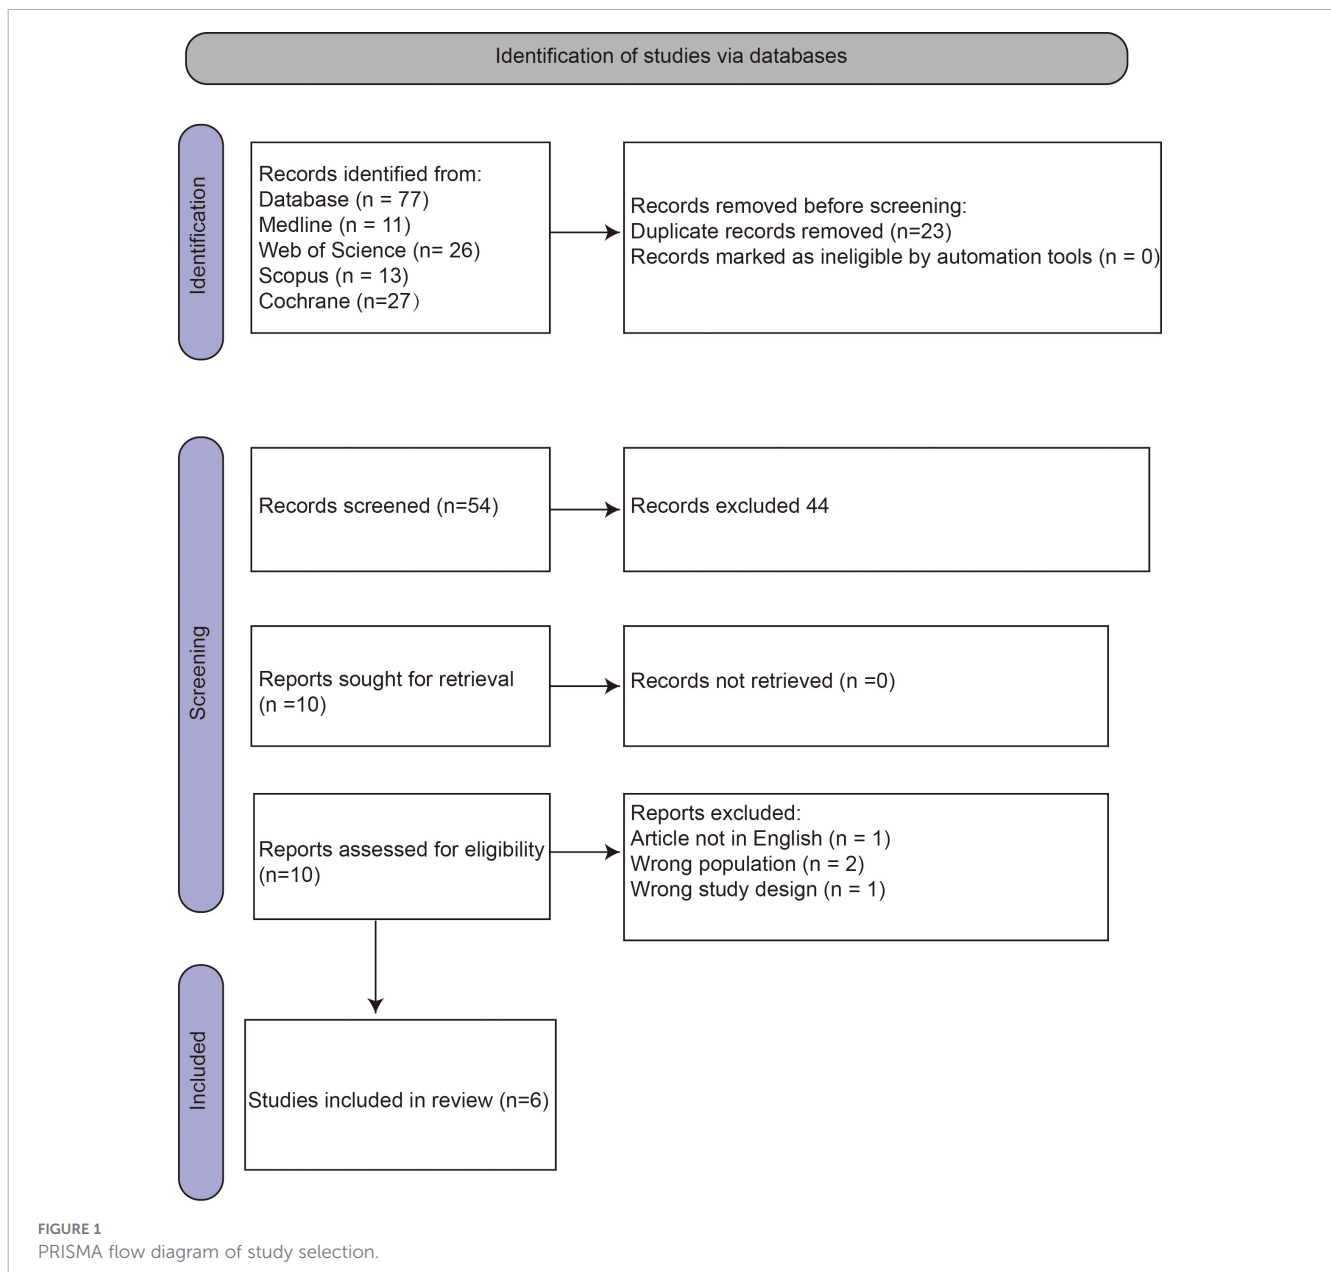 Identification of studies via databases
Identification
Records identified from:
Database (n = 77)
Medline (n = 11)
Web of Science (n= 26)
Scopus (n = 13)
Cochrane (n=27）
Records removed before screening:
Duplicate records removed (n=23)
Records marked as ineligible by automation tools (n = 0)
Screening
Records screened (n=54)
Records excluded 44
Reports sought for retrieval
(n =10)
Records not retrieved (n =0)
Reports assessed for eligibility
(n=10)
Reports excluded:
Article not in English (n = 1)
Wrong population (n = 2)
Wrong study design (n = 1)
Included
Studies included in review (n=6)
FIGURE 1
PRISMA flow diagram of study selection.